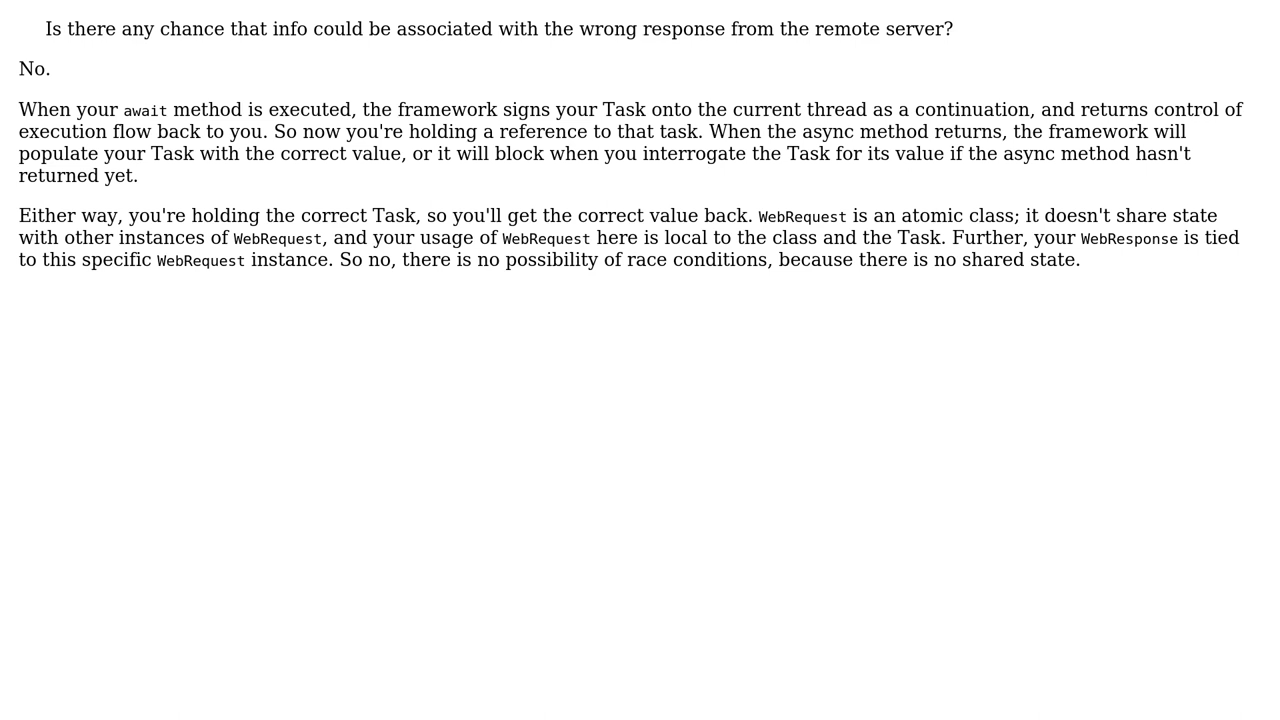 Is there any chance that info could be associated with the wrong response from the remote server?
No.
When your await method is executed, the framework signs your Task onto the current thread as a continuation, and returns control of
execution flow back to you. So now you're holding a reference to that task. When the async method returns, the framework will
populate your Task with the correct value, or it will block when you interrogate the Task for its value if the async method hasn't
returned yet.
Either way, you're holding the correct Task, so you'll get the correct value back. WebRequest is an atomic class; it doesn't share state
with other instances of WebRequest, and your usage of WebRequest here is local to the class and the Task. Further, your WebResponse is tied
to this specific WebRequest instance. So no, there is no possibility of race conditions, because there is no shared state.